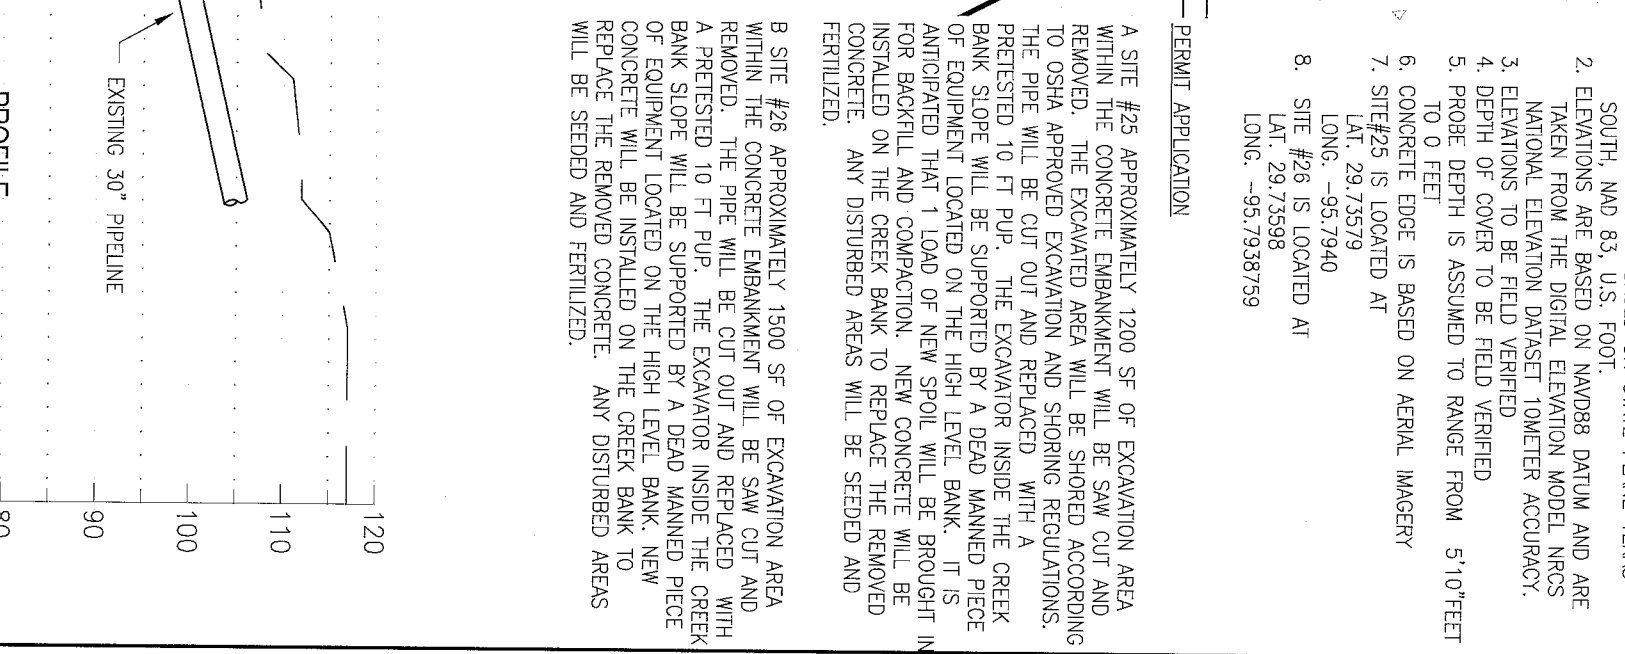 SOUTH, NAD 83, U.S. FOOT.
2. ELEVATIONS ARE BASED ON NAVD88 DATUM AND ARE
TAKEN FROM THE DIGITAL ELEVATION MODEL NRCS
NATIONAL ELEVATION DATASET 10METER ACCURACY.
3. ELEVATIONS TO BE FIELD VERIFIED
4. DEPTH OF COVER TO BE FIELD VERIFIED
5. PROBE DEPTH IS ASSUMED TO RANGE FROM 5'10"FEET
TO 0 FEET
6. CONCRETE EDGE IS BASED ON AERIAL IMAGERY
7. SITE#25 IS LOCATED AT
LAT. 29.73579
LONG. -95.7940
8. SITE #26 IS LOCATED AT
LAT. 29.73598
LONG. -95.7938759
PERMIT APPLICATION
A SITE #25 APPROXIMATELY 1200 SF OF EXCAVATION AREA
WITHIN THE CONCRETE EMBANKMENT WILL BE SAW CUT AND
REMOVED. THE EXCAVATED AREA WILL BE SHORED ACCORDING
TO OSHA APPROVED EXCAVATION AND SHORING REGULATIONS.
THE PIPE WILL BE CUT OUT AND REPLACED WITH A
PRETESTED 10 FT PUP. THE EXCAVATOR INSIDE THE CREEK
BANK SLOPE WILL BE SUPPORTED BY A DEAD MANNED PIECE
OF EQUIPMENT LOCATED ON THE HIGH LEVEL BANK. IT IS
ANTICIPATED THAT 1 LOAD OF NEW SPOIL WILL BE BROUGHT IN
FOR BACKFILL AND COMPACTION. NEW CONCRETE WILL BE
INSTALLED ON THE CREEK BANK TO REPLACE THE REMOVED
CONCRETE. ANY DISTURBED AREAS WILL BE SEEDED AND
FERTILIZED.
B SITE #26 APPROXIMATELY 1500 SF OF EXCAVATION AREA
WITHIN THE CONCRETE EMBANKMENT WILL BE SAW CUT AND
REMOVED. THE PIPE WILL BE CUT OUT AND REPLACED WITH
A PRETESTED 10 FT PUP. THE EXCAVATOR INSIDE THE CREEK
BANK SLOPE WILL BE SUPPORTED BY A DEAD MANNED PIECE
OF EQUIPMENT LOCATED ON THE HIGH LEVEL BANK. NEW
CONCRETE WILL BE INSTALLED ON THE CREEK BANK TO
REPLACE THE REMOVED CONCRETE. ANY DISTURBED AREAS
WILL BE SEEDED AND FERTILIZED.
120
110
100
90
80
EXISTING 30" PIPELINE
PROFILE